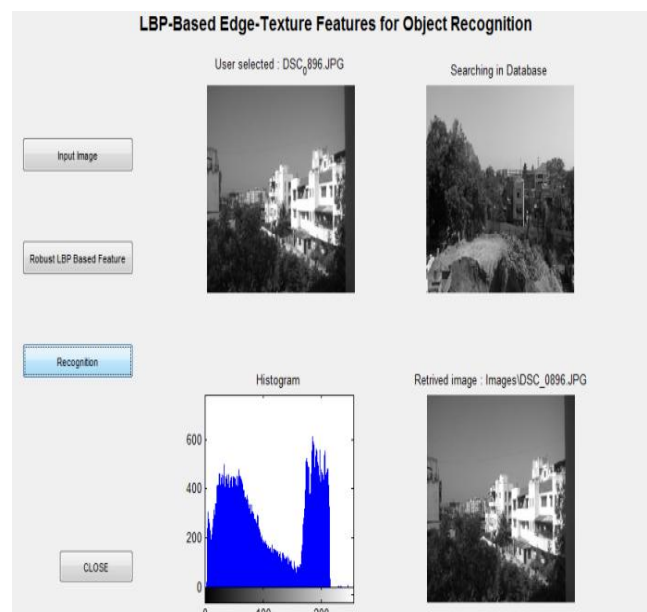 LBP-Based Edge-Texture Features for Object Recognition
User selected : DSC₀896.JPG
Searching in Database
Input Image
Robust LBP Based Feature
Recognition
Histogram
Retrived image : Images\DSC_0896.JPG
600
400
200
0
0 100 200
CLOSE